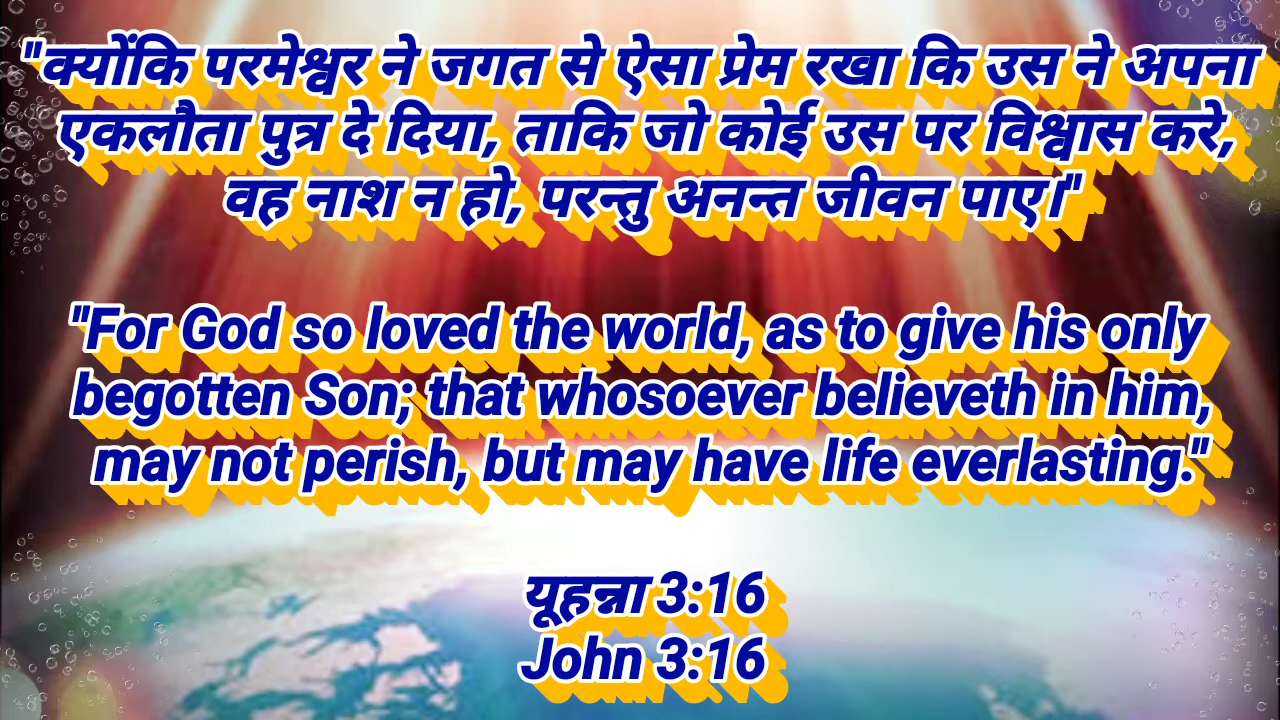 "क्योंकि परमेश्वर ने जगत से ऐसा प्रेम रखा कि उस ने अपना
एकलौता पुत्र दे दिया, ताकि जो कोई उस पर विश्वास करे,
वह नाश न हो, परन्तु अनन्त जीवन पाए।"
"For God so loved the world, as to give his only
begotten Son; that whosoever believeth in him,
may not perish, but may have life everlasting."
यूहन्ना 3:16
John 3:16